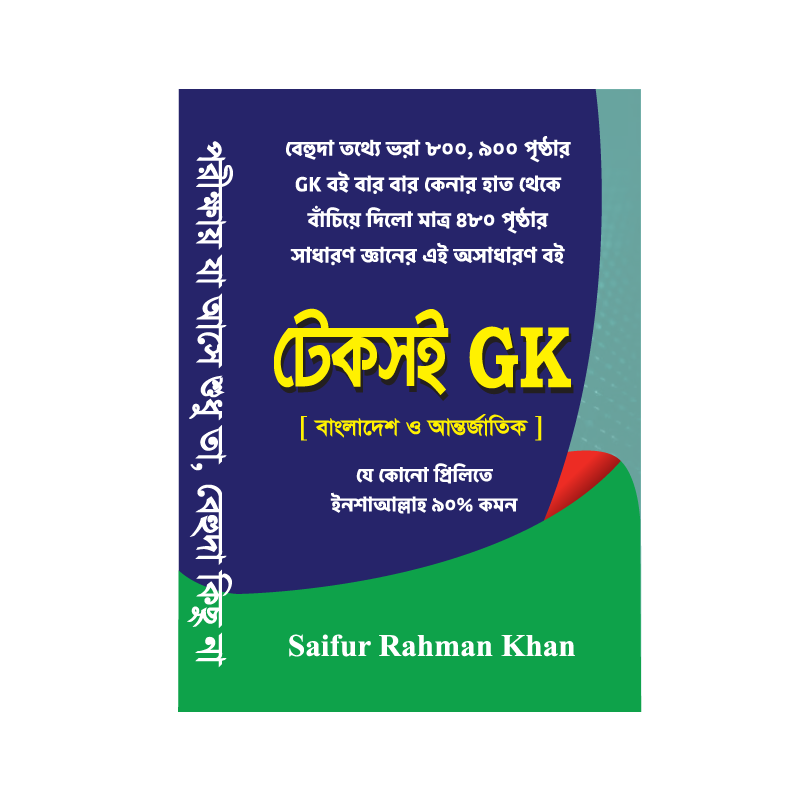 বেহুদা তথ্যে ভরা ৮০০, ৯০০ পৃষ্ঠার
GK বই বার বার কেনার হাত থেকে
বাঁচিয়ে দিলো মাত্র ৪৮০ পৃষ্ঠার
সাধারণ জ্ঞানের এই অসাধারণ বই
টেকসই GK
[ বাংলাদেশ ও আন্তর্জাতিক ]
যে কোনো প্রিলিতে
ইনশাআল্লাহ ৯০% কমন
Saifur Rahman Khan
পরীক্ষায় যা আসে শুধু তা, বেহুদা কিছু না